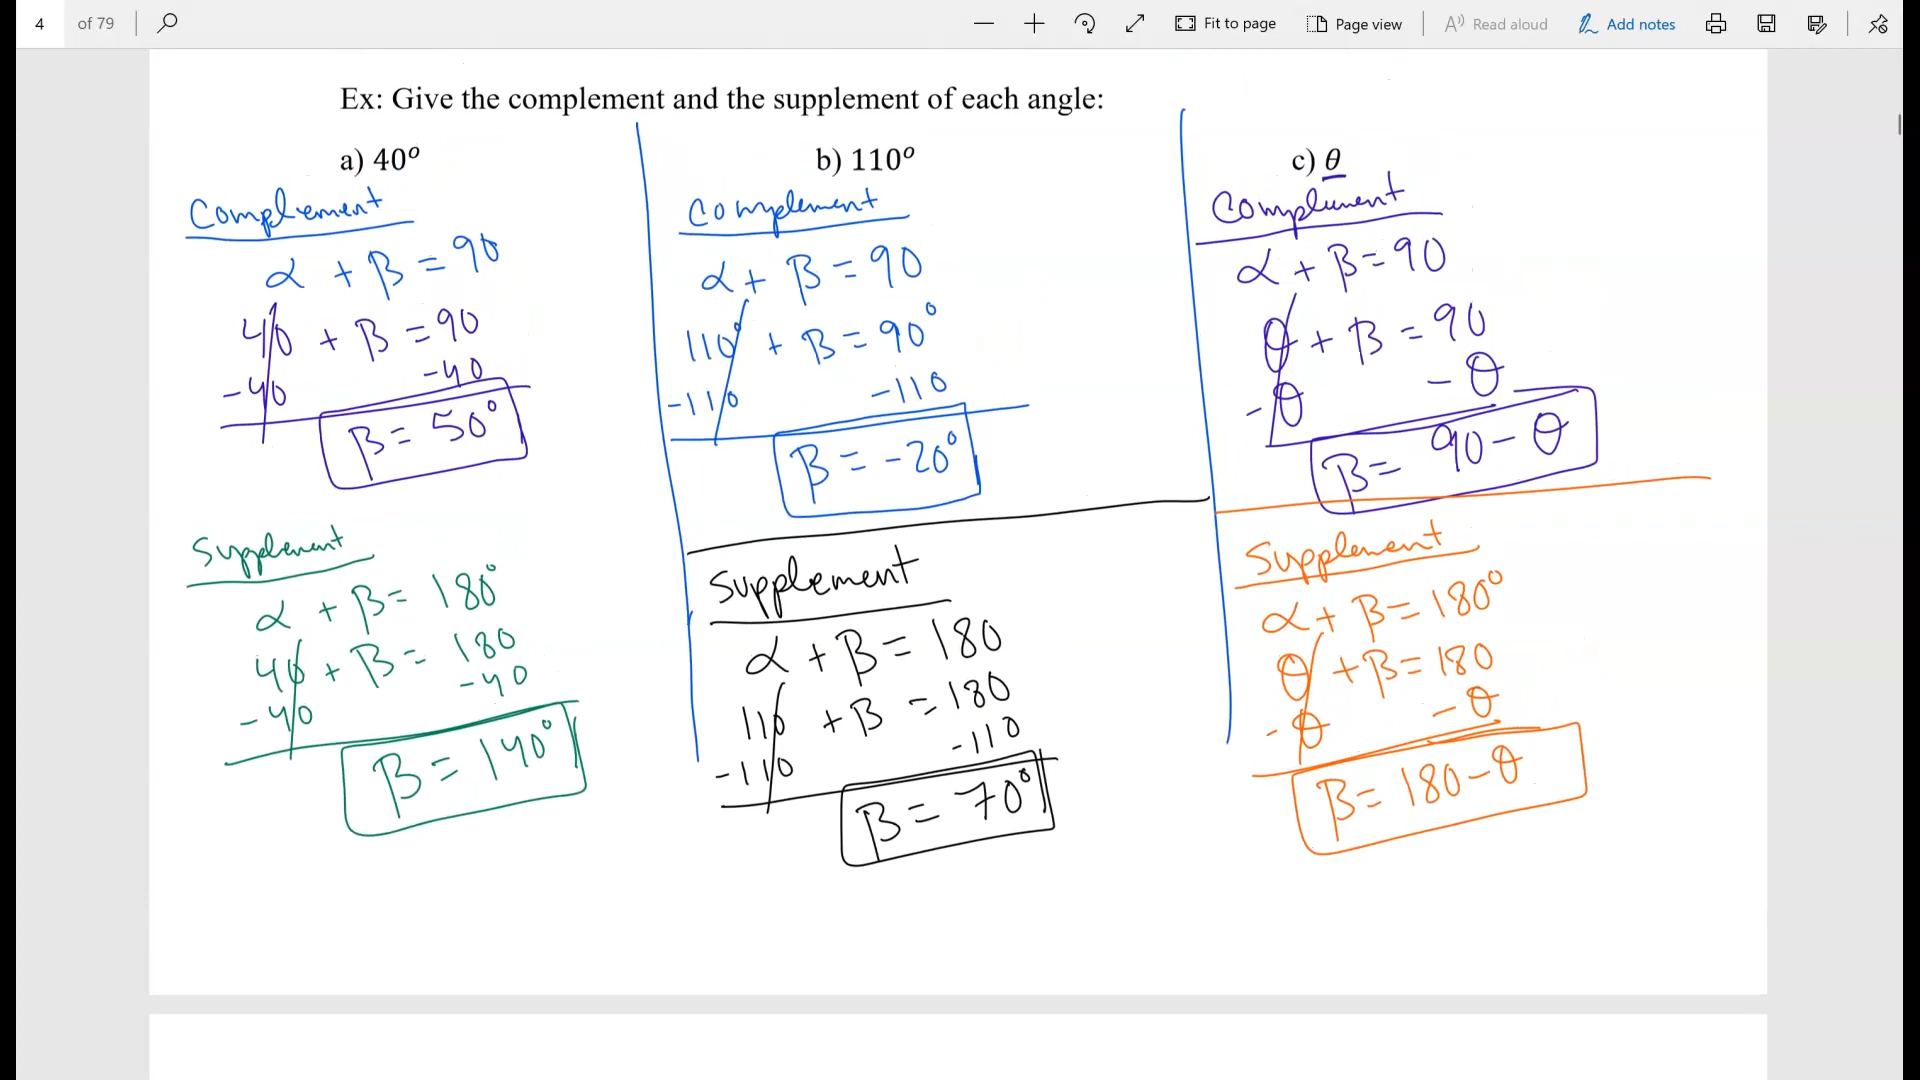 4 of 79 Fit to page Page view Read aloud Add notes
Ex: Give the complement and the supplement of each angle:
a) 40°
Complement
α + β = 90
40 + β = 90
-40 -40
β = 50°
Supplement
α + β = 180°
40 + β = 180
-40 -40
β = 140°
b) 110°
Complement
α + β = 90
110° + β = 90°
-110 -110
β = -20°
Supplement
α + β = 180
110 + β = 180
-110 -110
β = 70°
c) θ
Complement
α + β = 90
θ + β = 90
-θ -θ
β = 90 - θ
Supplement
α + β = 180°
θ + β = 180
-θ -θ
β = 180 - θ